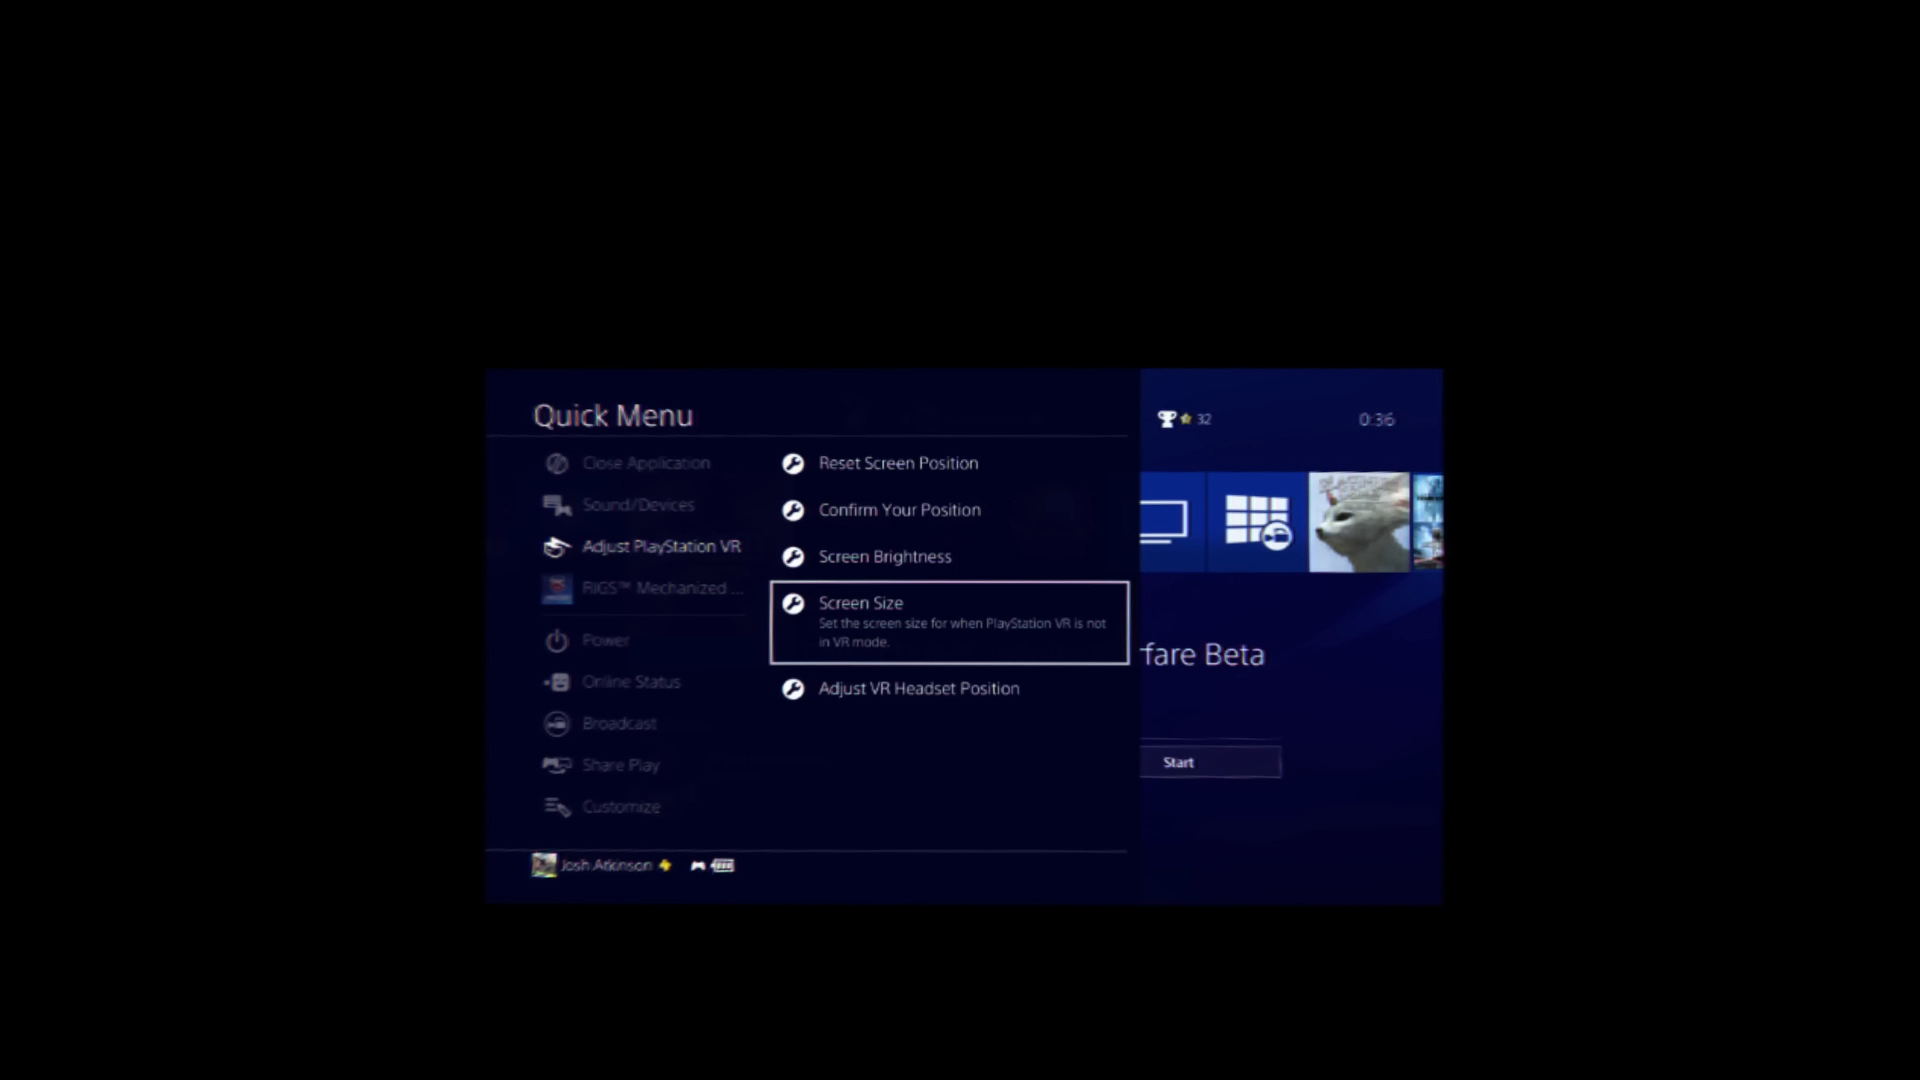 Quick Menu
32
0:36
Close Application
Sound/Devices
Adjust PlayStation VR
RIGS™ Mechanized ...
Power
Online Status
Broadcast
Share Play
Customize
Reset Screen Position
Confirm Your Position
Screen Brightness
Screen Size
Set the screen size for when PlayStation VR is not
in VR mode.
Adjust VR Headset Position
rfare Beta
Start
Josh Atkinson